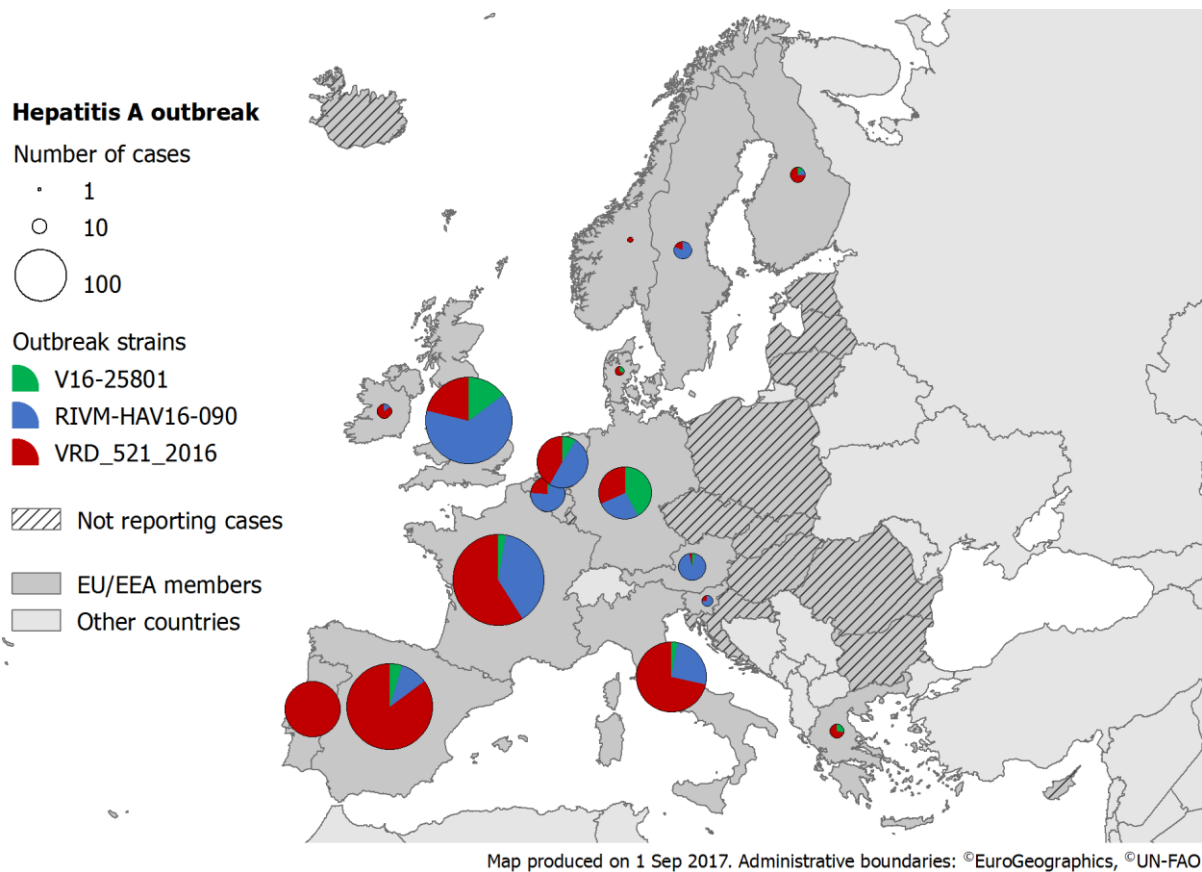 Hepatitis A outbreak
Number of cases
1
10
100
Outbreak strains
V16-25801
RIVM-HAV16-090
VRD_521_2016
Not reporting cases
EU/EEA members
Other countries
Map produced on 1 Sep 2017. Administrative boundaries: ©EuroGeographics, ©UN-FAO